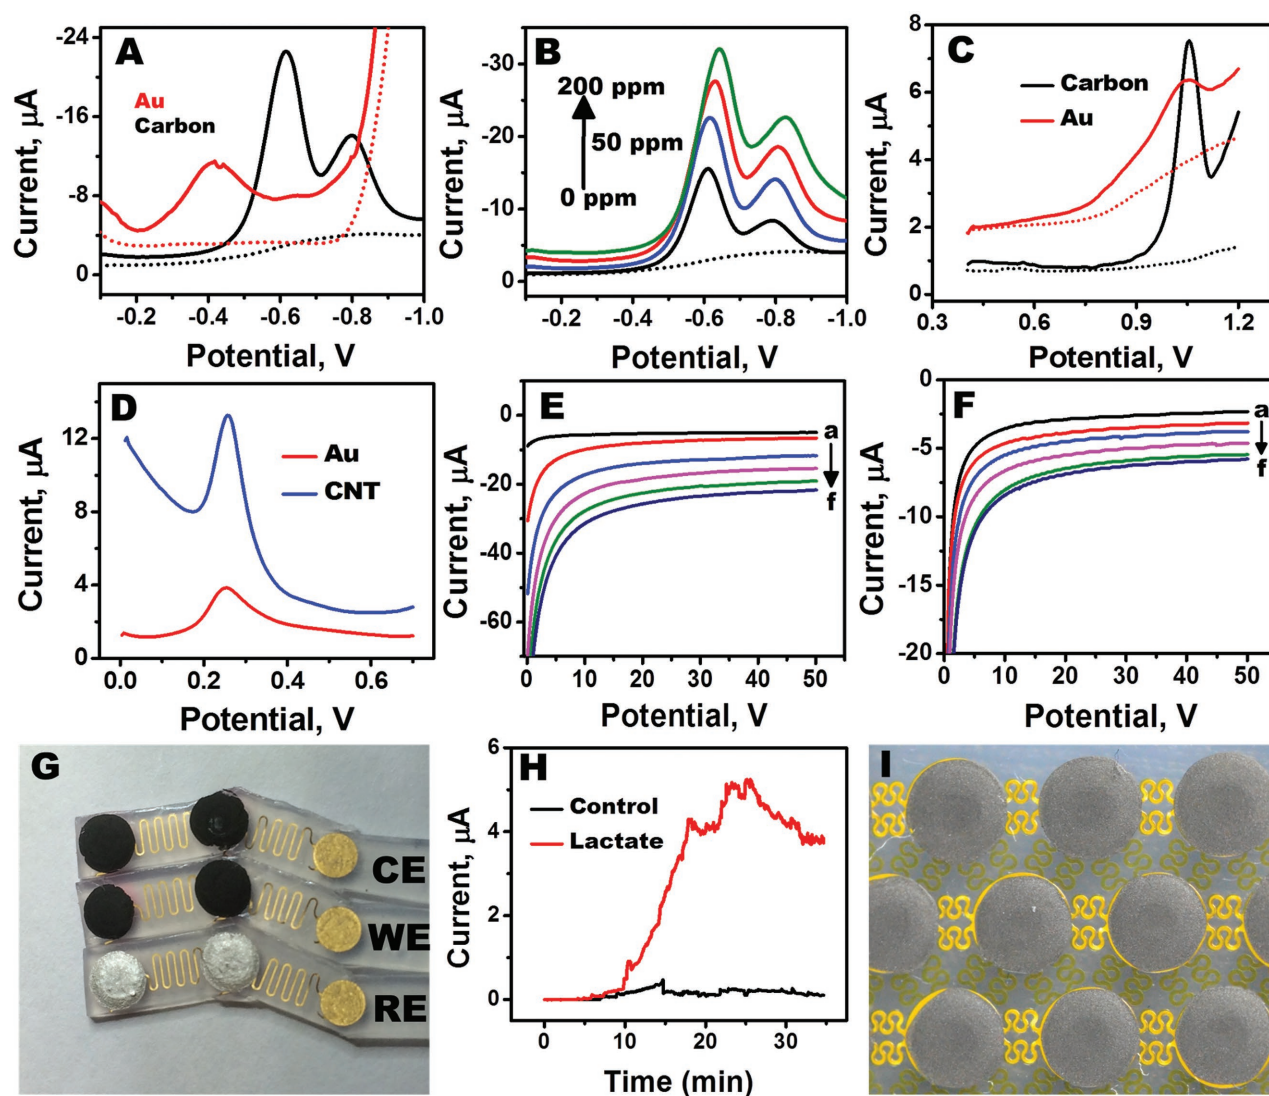 A
Au
Carbon
Current, µA
-24
-16
-8
0
-0.2
-0.4
-0.6
-0.8
-1.0
Potential, V
B
200 ppm
50 ppm
0 ppm
Current, µA
-30
-20
-10
0
-0.2
-0.4
-0.6
-0.8
-1.0
Potential, V
C
Carbon
Au
Current, µA
8
6
4
2
0
0.3
0.6
0.9
1.2
Potential, V
D
Au
CNT
Current, µA
12
8
4
0
0.0
0.2
0.4
0.6
Potential, V
E
a
f
Current, µA
0
-20
-40
-60
0
10
20
30
40
50
Potential, V
F
a
f
Current, µA
0
-5
-10
-15
-20
0
10
20
30
40
50
Potential, V
G
CE
WE
RE
H
Control
Lactate
Current, µA
6
4
2
0
0
10
20
30
Time (min)
I